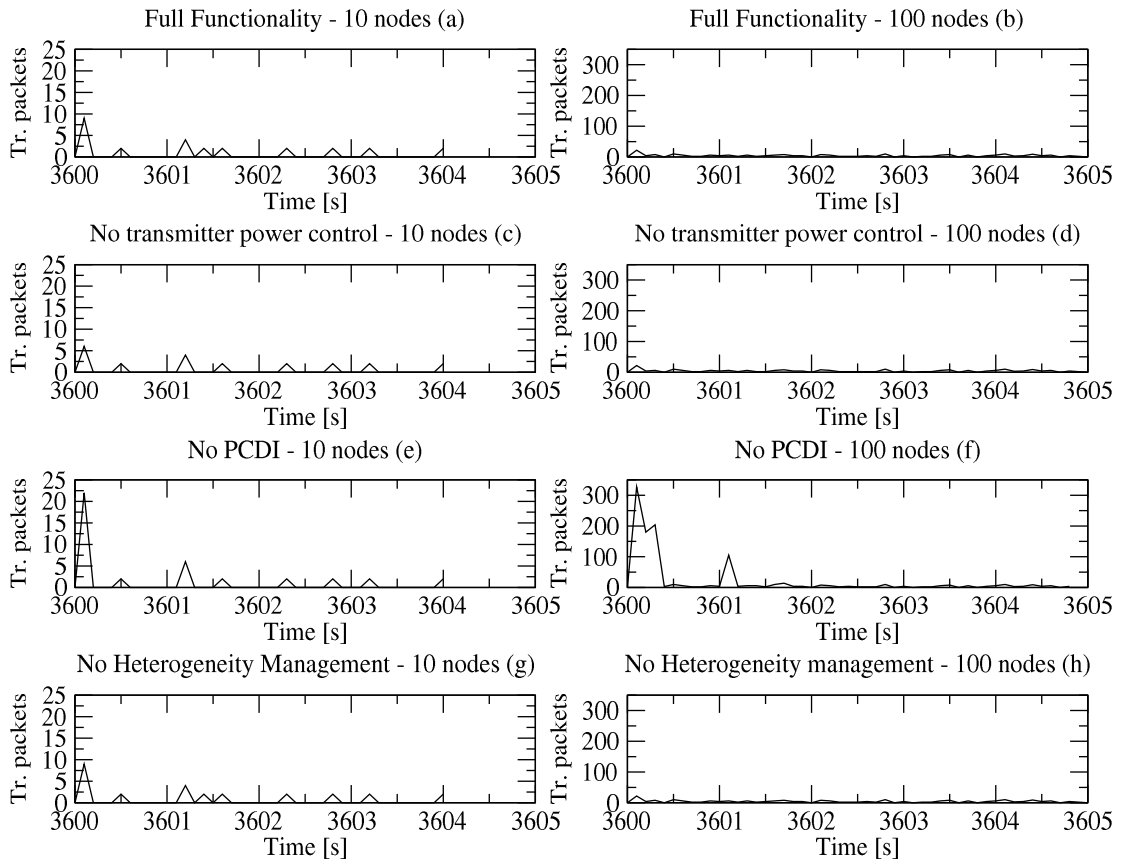 Full Functionality - 10 nodes (a)
Tr. packets
25
20
15
10
5
0
3600 3601 3602 3603 3604 3605
Time [s]
Full Functionality - 100 nodes (b)
Tr. packets
300
200
100
0
3600 3601 3602 3603 3604 3605
Time [s]
No transmitter power control - 10 nodes (c)
Tr. packets
25
20
15
10
5
0
3600 3601 3602 3603 3604 3605
Time [s]
No transmitter power control - 100 nodes (d)
Tr. packets
300
200
100
0
3600 3601 3602 3603 3604 3605
Time [s]
No PCDI - 10 nodes (e)
Tr. packets
25
20
15
10
5
0
3600 3601 3602 3603 3604 3605
Time [s]
No PCDI - 100 nodes (f)
Tr. packets
300
200
100
0
3600 3601 3602 3603 3604 3605
Time [s]
No Heterogeneity Management - 10 nodes (g)
Tr. packets
25
20
15
10
5
0
3600 3601 3602 3603 3604 3605
Time [s]
No Heterogeneity management - 100 nodes (h)
Tr. packets
300
200
100
0
3600 3601 3602 3603 3604 3605
Time [s]